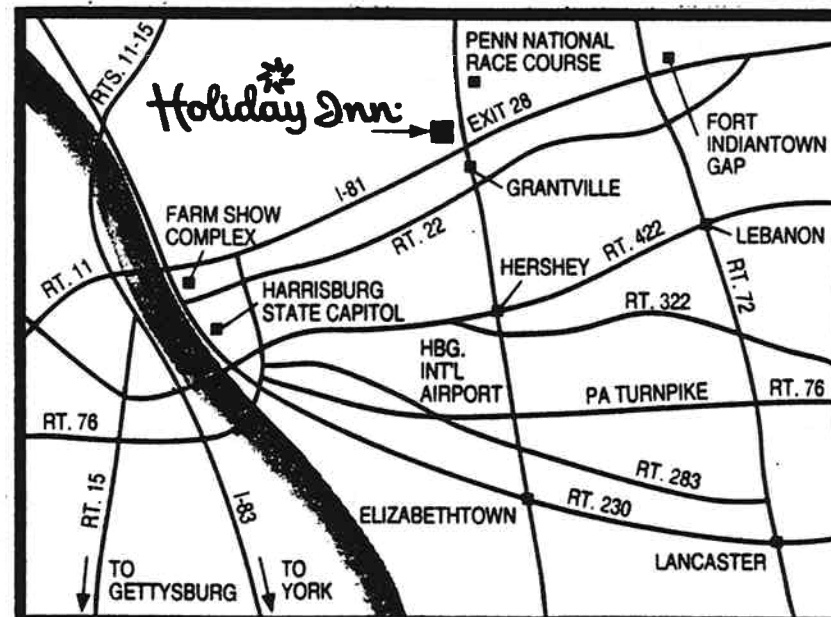 RTS. 11-15
Holiday Inn
PENN NATIONAL
RACE COURSE
EXIT 28
FORT
INDIANTOWN
GAP
GRANTVILLE
I-81
FARM SHOW
COMPLEX
RT. 22
RT. 422
LEBANON
RT. 11
HARRISBURG
STATE CAPITOL
HERSHEY
RT. 322
RT. 72
HBG.
INT'L
AIRPORT
PA TURNPIKE
RT. 76
RT. 76
RT. 15
I-83
RT. 283
ELIZABETHTOWN
RT. 230
LANCASTER
TO
GETTYSBURG
TO
YORK